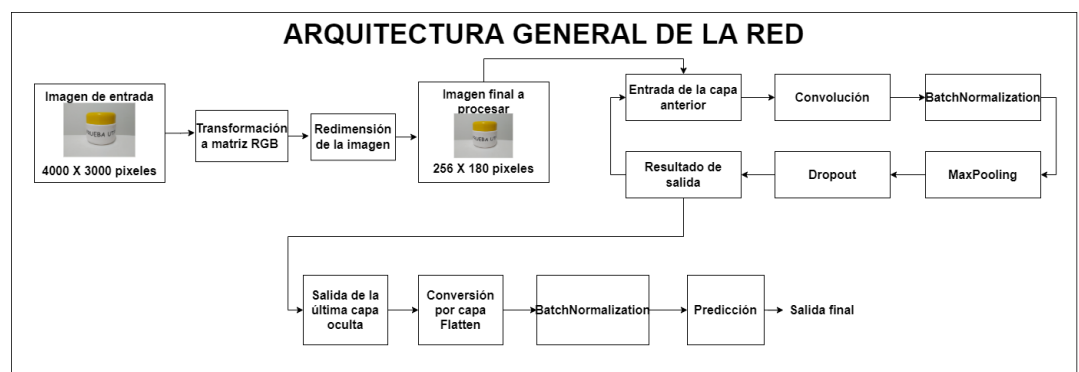 ARQUITECTURA GENERAL DE LA RED
Imagen de entrada
4000 X 3000 pixeles
Transformación
a matriz RGB
Redimensión
de la imagen
Imagen final a
procesar
256 X 180 pixeles
Entrada de la capa
anterior
Convolución
BatchNormalization
MaxPooling
Dropout
Resultado de
salida
Salida de la
última capa
oculta
Conversión
por capa
Flatten
BatchNormalization
Predicción
Salida final